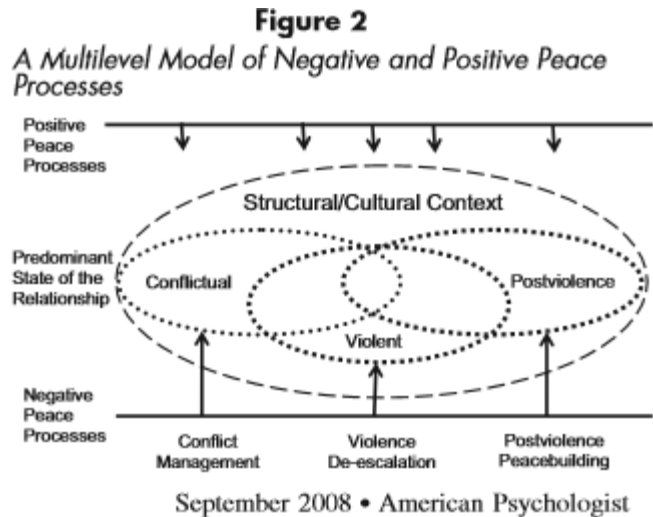 Figure 2
A Multilevel Model of Negative and Positive Peace
Processes
Positive
Peace
Processes
Structural/Cultural Context
Predominant
State of the
Relationship
Conflictual
Postviolence
Violent
Negative
Peace
Processes
Conflict
Management
Violence
De-escalation
Postviolence
Peacebuilding
September 2008 • American Psychologist